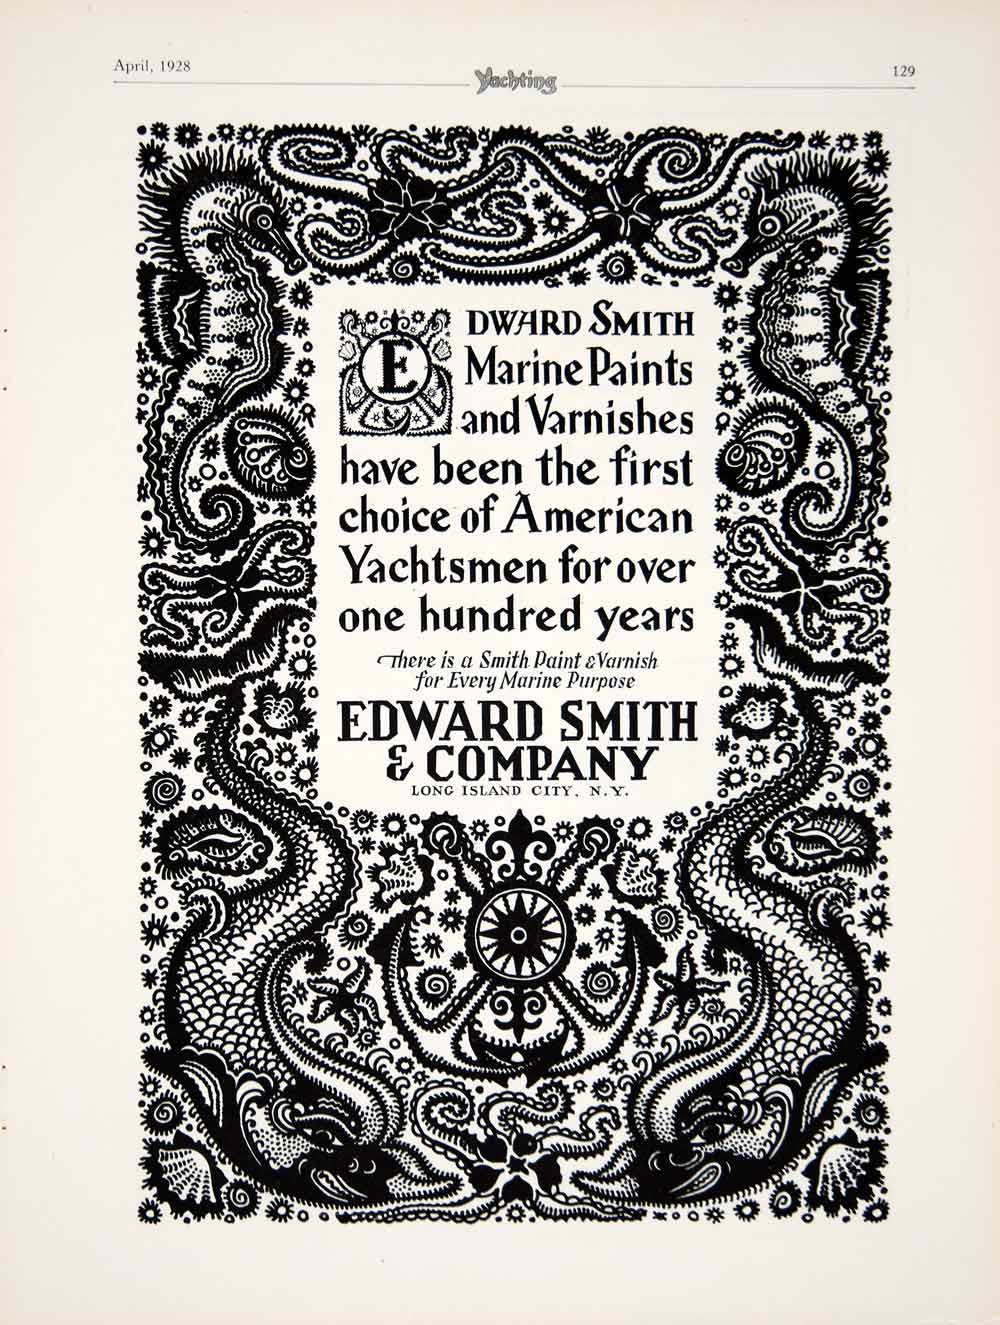 April, 1928
Yachting
129
EDWARD SMITH
Marine Paints
and Varnishes
have been the first
choice of American
Yachtsmen for over
one hundred years
There is a Smith Paint & Varnish
for Every Marine Purpose
EDWARD SMITH
& COMPANY
LONG ISLAND CITY, N.Y.